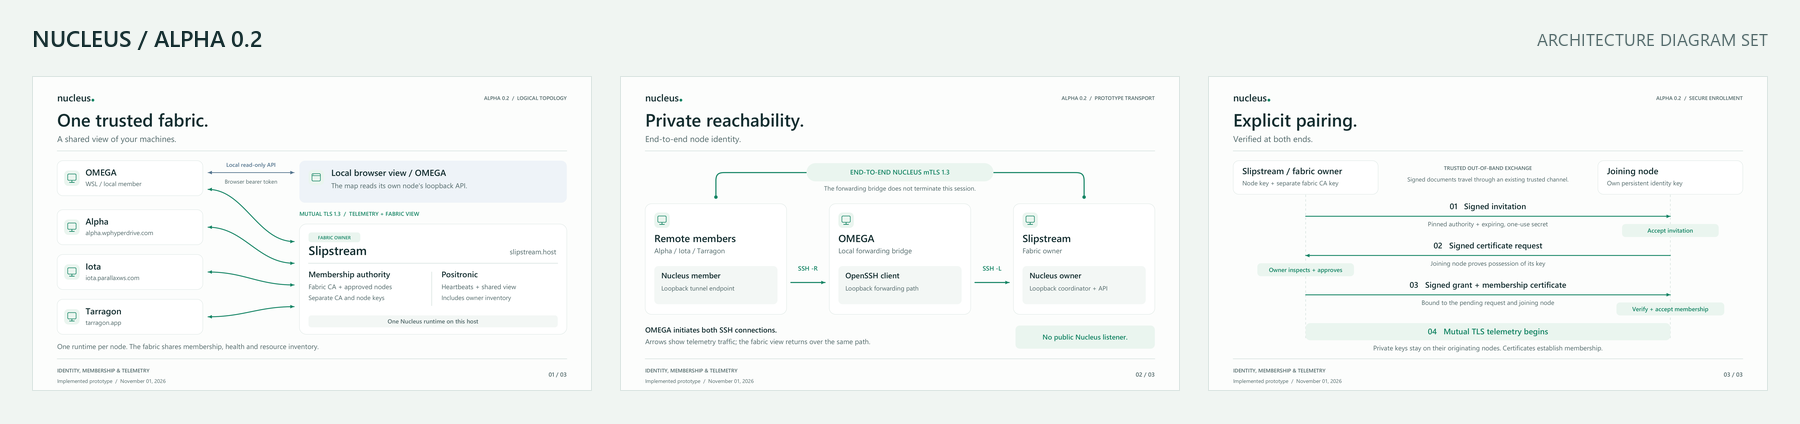 NUCLEUS / ALPHA 0.2
ARCHITECTURE DIAGRAM SET
nucleus.
ALPHA 0.2 / LOGICAL TOPOLOGY
One trusted fabric.
A shared view of your machines.
OMEGA
WSL / local member
Local read-only API
Browser bearer token
Local browser view / OMEGA
The map reads its own node's loopback API.
MUTUAL TLS 1.3 / TELEMETRY + FABRIC VIEW
Alpha
alpha.wphyperdrive.com
Iota
iota.parallaxws.com
Tarragon
tarragon.app
FABRIC OWNER
Slipstream
slipstream.host
Membership authority
Fabric CA + approved nodes
Separate CA and node keys
Positronic
Heartbeats + shared view
Includes owner inventory
One Nucleus runtime on this host
One runtime per node. The fabric shares membership, health and resource inventory.
IDENTITY, MEMBERSHIP & TELEMETRY
Implemented prototype / November 01, 2026
01 / 03
nucleus.
ALPHA 0.2 / PROTOTYPE TRANSPORT
Private reachability.
End-to-end node identity.
END-TO-END NUCLEUS mTLS 1.3
The forwarding bridge does not terminate this session.
Remote members
Alpha / Iota / Tarragon
Nucleus member
Loopback tunnel endpoint
SSH -R
OMEGA
Local forwarding bridge
OpenSSH client
Loopback forwarding path
SSH -L
Slipstream
Fabric owner
Nucleus owner
Loopback coordinator + API
OMEGA initiates both SSH connections.
Arrows show telemetry traffic; the fabric view returns over the same path.
No public Nucleus listener.
IDENTITY, MEMBERSHIP & TELEMETRY
Implemented prototype / November 01, 2026
02 / 03
nucleus.
ALPHA 0.2 / SECURE ENROLLMENT
Explicit pairing.
Verified at both ends.
Slipstream / fabric owner
Node key + separate fabric CA key
TRUSTED OUT-OF-BAND EXCHANGE
Signed documents travel through an existing trusted channel.
Joining node
Own persistent identity key
01 Signed invitation
Pinned authority + expiring, one-use secret
Accept invitation
02 Signed certificate request
Joining node proves possession of its key
Owner inspects + approves
03 Signed grant + membership certificate
Bound to the pending request and joining node
Verify + accept membership
04 Mutual TLS telemetry begins
Private keys stay on their originating nodes. Certificates establish membership.
IDENTITY, MEMBERSHIP & TELEMETRY
Implemented prototype / November 01, 2026
03 / 03